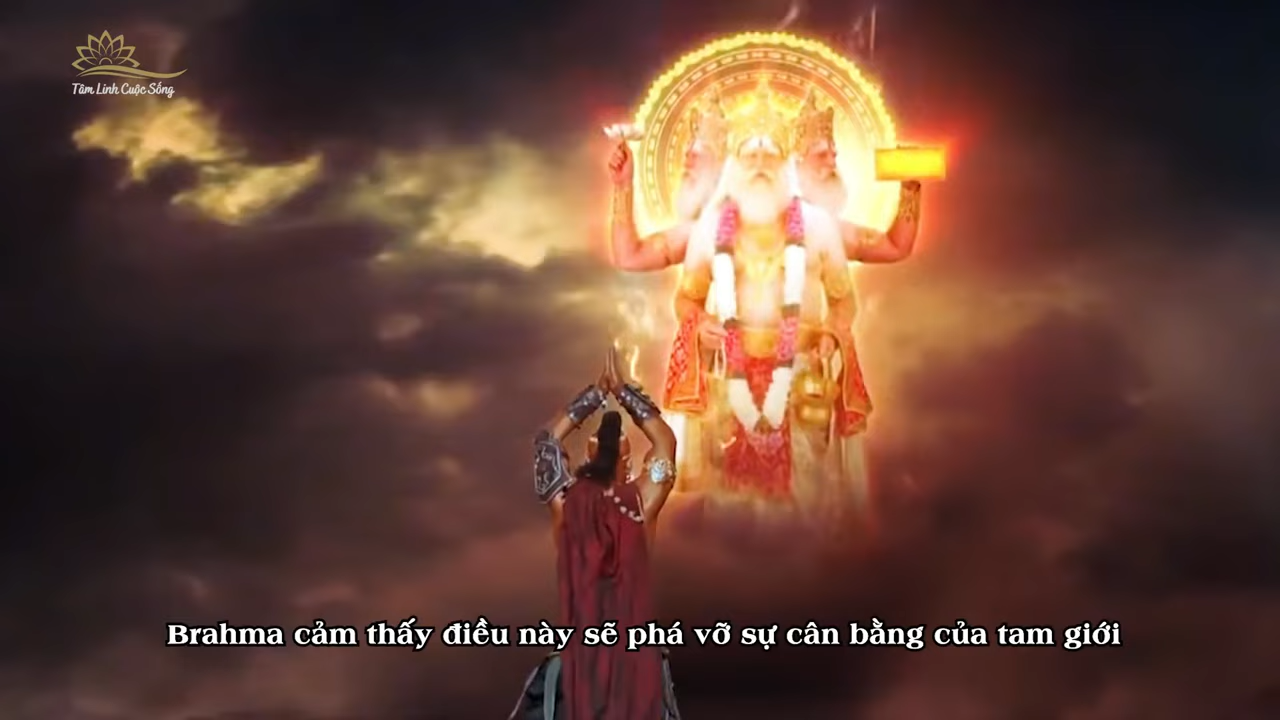 Tâm Linh Cuộc Sống
Brahma cảm thấy điều này sẽ phá vỡ sự cân bằng của tam giới